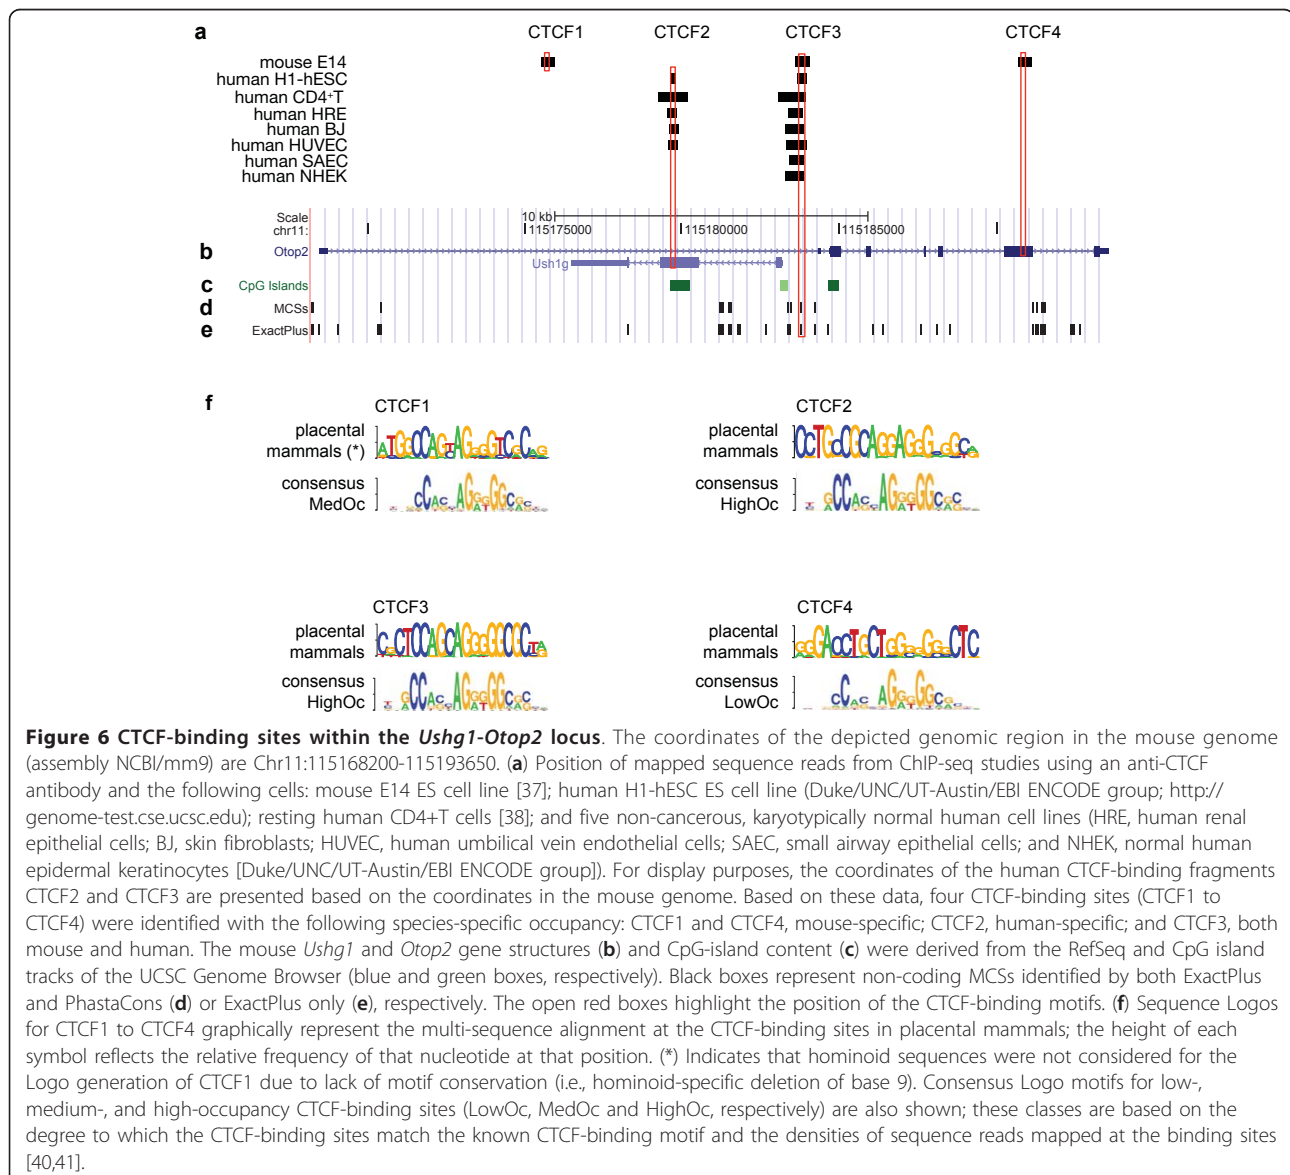 a
CTCF1 CTCF2 CTCF3 CTCF4
mouse E14
human H1-hESC
human CD4+T
human HRE
human BJ
human HUVEC
human SAEC
human NHEK
Scale 10 kb
chr11: 115175000 115180000 115185000
b Otop2
Ush1g
c CpG Islands
d MCSs
e ExactPlus
f
CTCF1 CTCF2
placental mammals (*)
placental mammals
consensus MedOc
consensus HighOc
CTCF3 CTCF4
placental mammals
placental mammals
consensus HighOc
consensus LowOc
Figure 6 CTCF-binding sites within the Ushg1-Otop2 locus. The coordinates of the depicted genomic region in the mouse genome
(assembly NCBI/mm9) are Chr11:115168200-115193650. (a) Position of mapped sequence reads from ChIP-seq studies using an anti-CTCF
antibody and the following cells: mouse E14 ES cell line [37]; human H1-hESC ES cell line (Duke/UNC/UT-Austin/EBI ENCODE group; http://
genome-test.cse.ucsc.edu); resting human CD4+T cells [38]; and five non-cancerous, karyotypically normal human cell lines (HRE, human renal
epithelial cells; BJ, skin fibroblasts; HUVEC, human umbilical vein endothelial cells; SAEC, small airway epithelial cells; and NHEK, normal human
epidermal keratinocytes [Duke/UNC/UT-Austin/EBI ENCODE group]). For display purposes, the coordinates of the human CTCF-binding fragments
CTCF2 and CTCF3 are presented based on the coordinates in the mouse genome. Based on these data, four CTCF-binding sites (CTCF1 to
CTCF4) were identified with the following species-specific occupancy: CTCF1 and CTCF4, mouse-specific; CTCF2, human-specific; and CTCF3, both
mouse and human. The mouse Ushg1 and Otop2 gene structures (b) and CpG-island content (c) were derived from the RefSeq and CpG island
tracks of the UCSC Genome Browser (blue and green boxes, respectively). Black boxes represent non-coding MCSs identified by both ExactPlus
and PhastaCons (d) or ExactPlus only (e), respectively. The open red boxes highlight the position of the CTCF-binding motifs. (f) Sequence Logos
for CTCF1 to CTCF4 graphically represent the multi-sequence alignment at the CTCF-binding sites in placental mammals; the height of each
symbol reflects the relative frequency of that nucleotide at that position. (*) Indicates that hominoid sequences were not considered for the
Logo generation of CTCF1 due to lack of motif conservation (i.e., hominoid-specific deletion of base 9). Consensus Logo motifs for low-,
medium-, and high-occupancy CTCF-binding sites (LowOc, MedOc and HighOc, respectively) are also shown; these classes are based on the
degree to which the CTCF-binding sites match the known CTCF-binding motif and the densities of sequence reads mapped at the binding sites
[40,41].